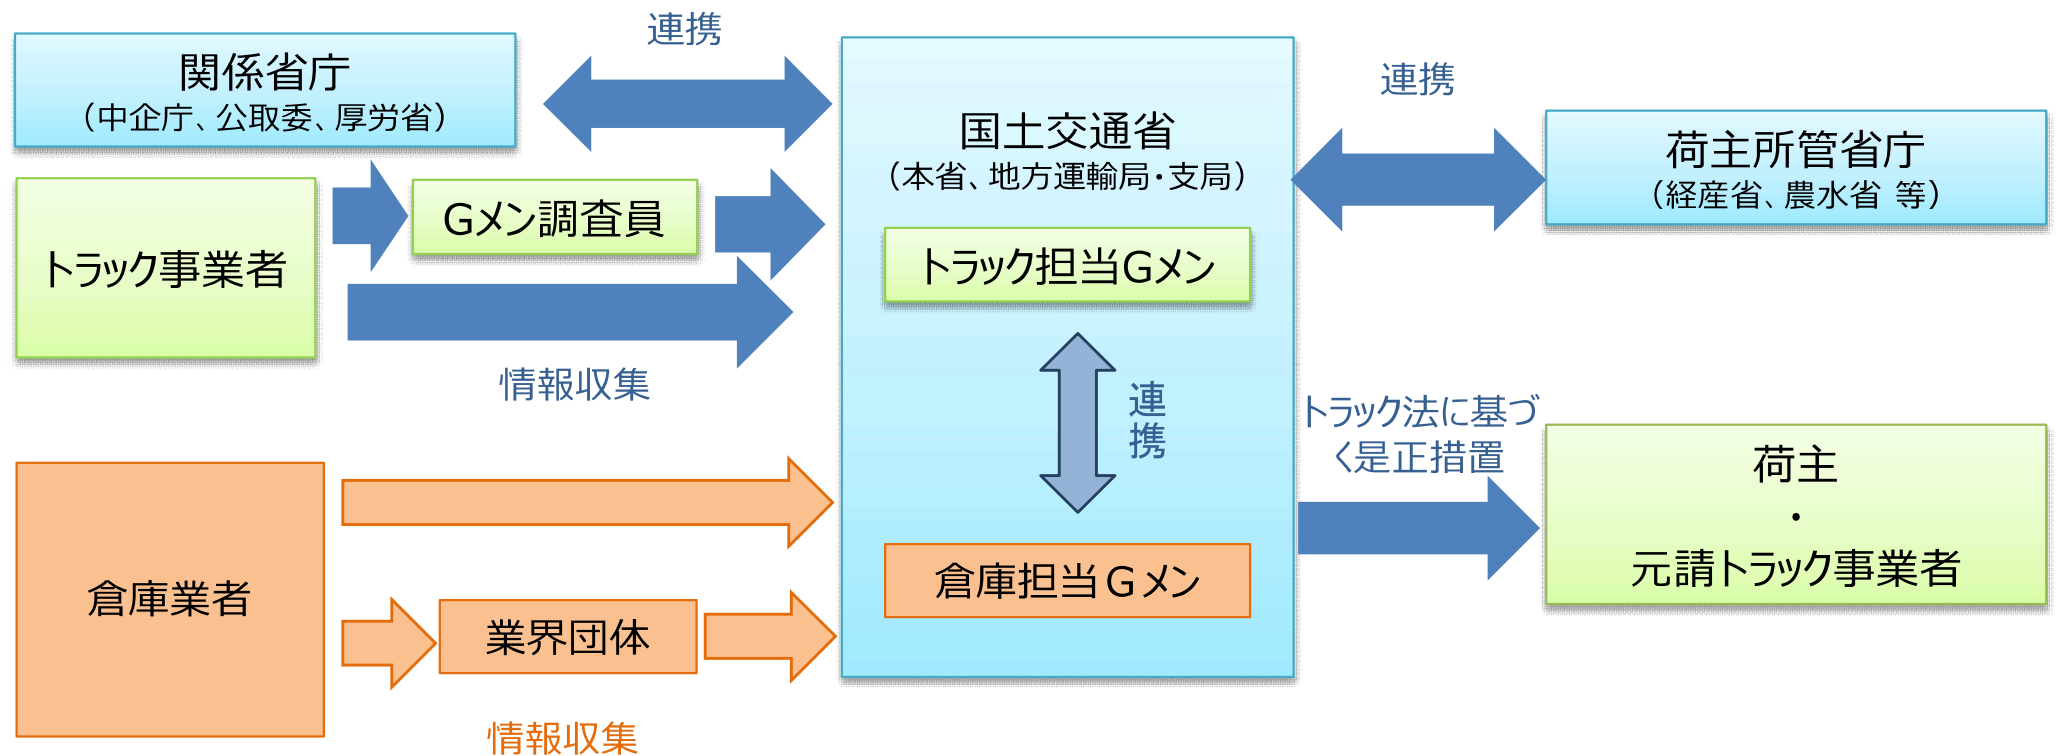 連携
関係省庁
（中企庁、公取委、厚労省）
トラック事業者
Gメン調査員
情報収集
国土交通省
（本省、地方運輸局・支局）
トラック担当Gメン
連携
倉庫担当Ｇメン
連携
荷主所管省庁
（経産省、農水省 等）
トラック法に基づ
く是正措置
荷主
・
元請トラック事業者
倉庫業者
業界団体
情報収集